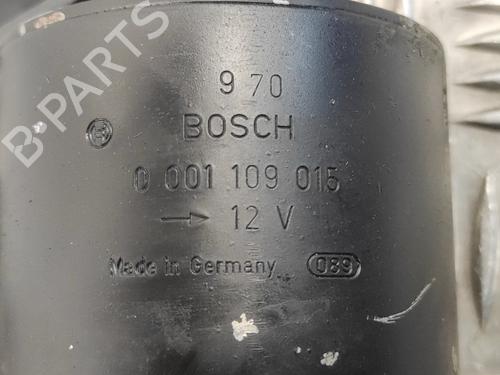 9 70
BOSCH
0 001 109 015
→ 12 V
Made in Germany 089
B-PARTS